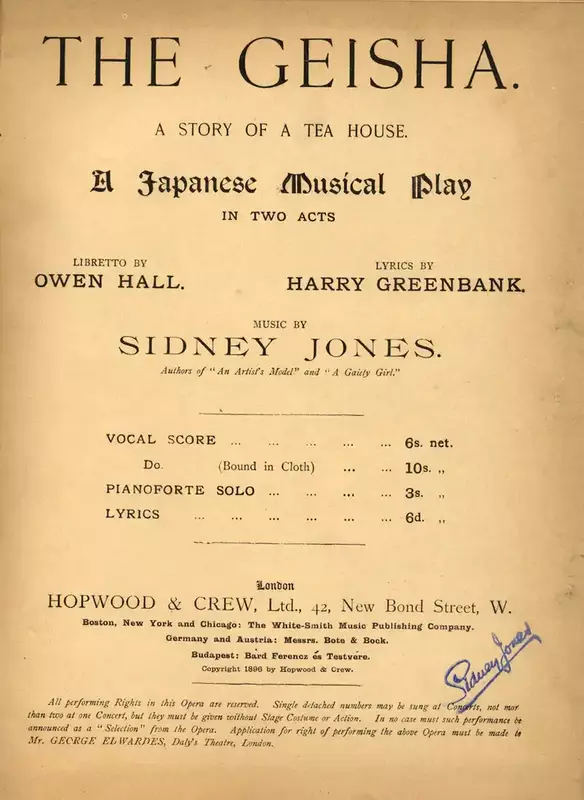 THE GEISHA.
A STORY OF A TEA HOUSE.
A Japanese Musical Play
IN TWO ACTS
LIBRETTO BY
OWEN HALL.
LYRICS BY
HARRY GREENBANK.
MUSIC BY
SIDNEY JONES.
Authors of "An Artist's Model" and "A Gaiety Girl."
VOCAL SCORE ... ... ... ... ... 6s. net.
Do. (Bound in Cloth) ... ... 10s. ,,
PIANOFORTE SOLO ... ... ... ... ... 3s. ,,
LYRICS ... ... ... ... ... ... 6d. ,,
London
HOPWOOD & CREW, Ltd., 42, New Bond Street, W.
Boston, New York and Chicago: The White-Smith Music Publishing Company.
Germany and Austria: Messrs. Bote & Bock.
Budapest: Bárd Ferencz és Testvére.
Copyright 1896 by Hopwood & Crew.
Sidney Jones
All performing Rights in this Opera are reserved. Single detached numbers may be sung at Concerts, not mor
than two at one Concert, but they must be given without Stage Costume or Action. In no case must such performance be
announced as a "Selection" from the Opera. Application for right of performing the above Opera must be made to
Mr. GEORGE EDWARDES, Daly's Theatre, London.